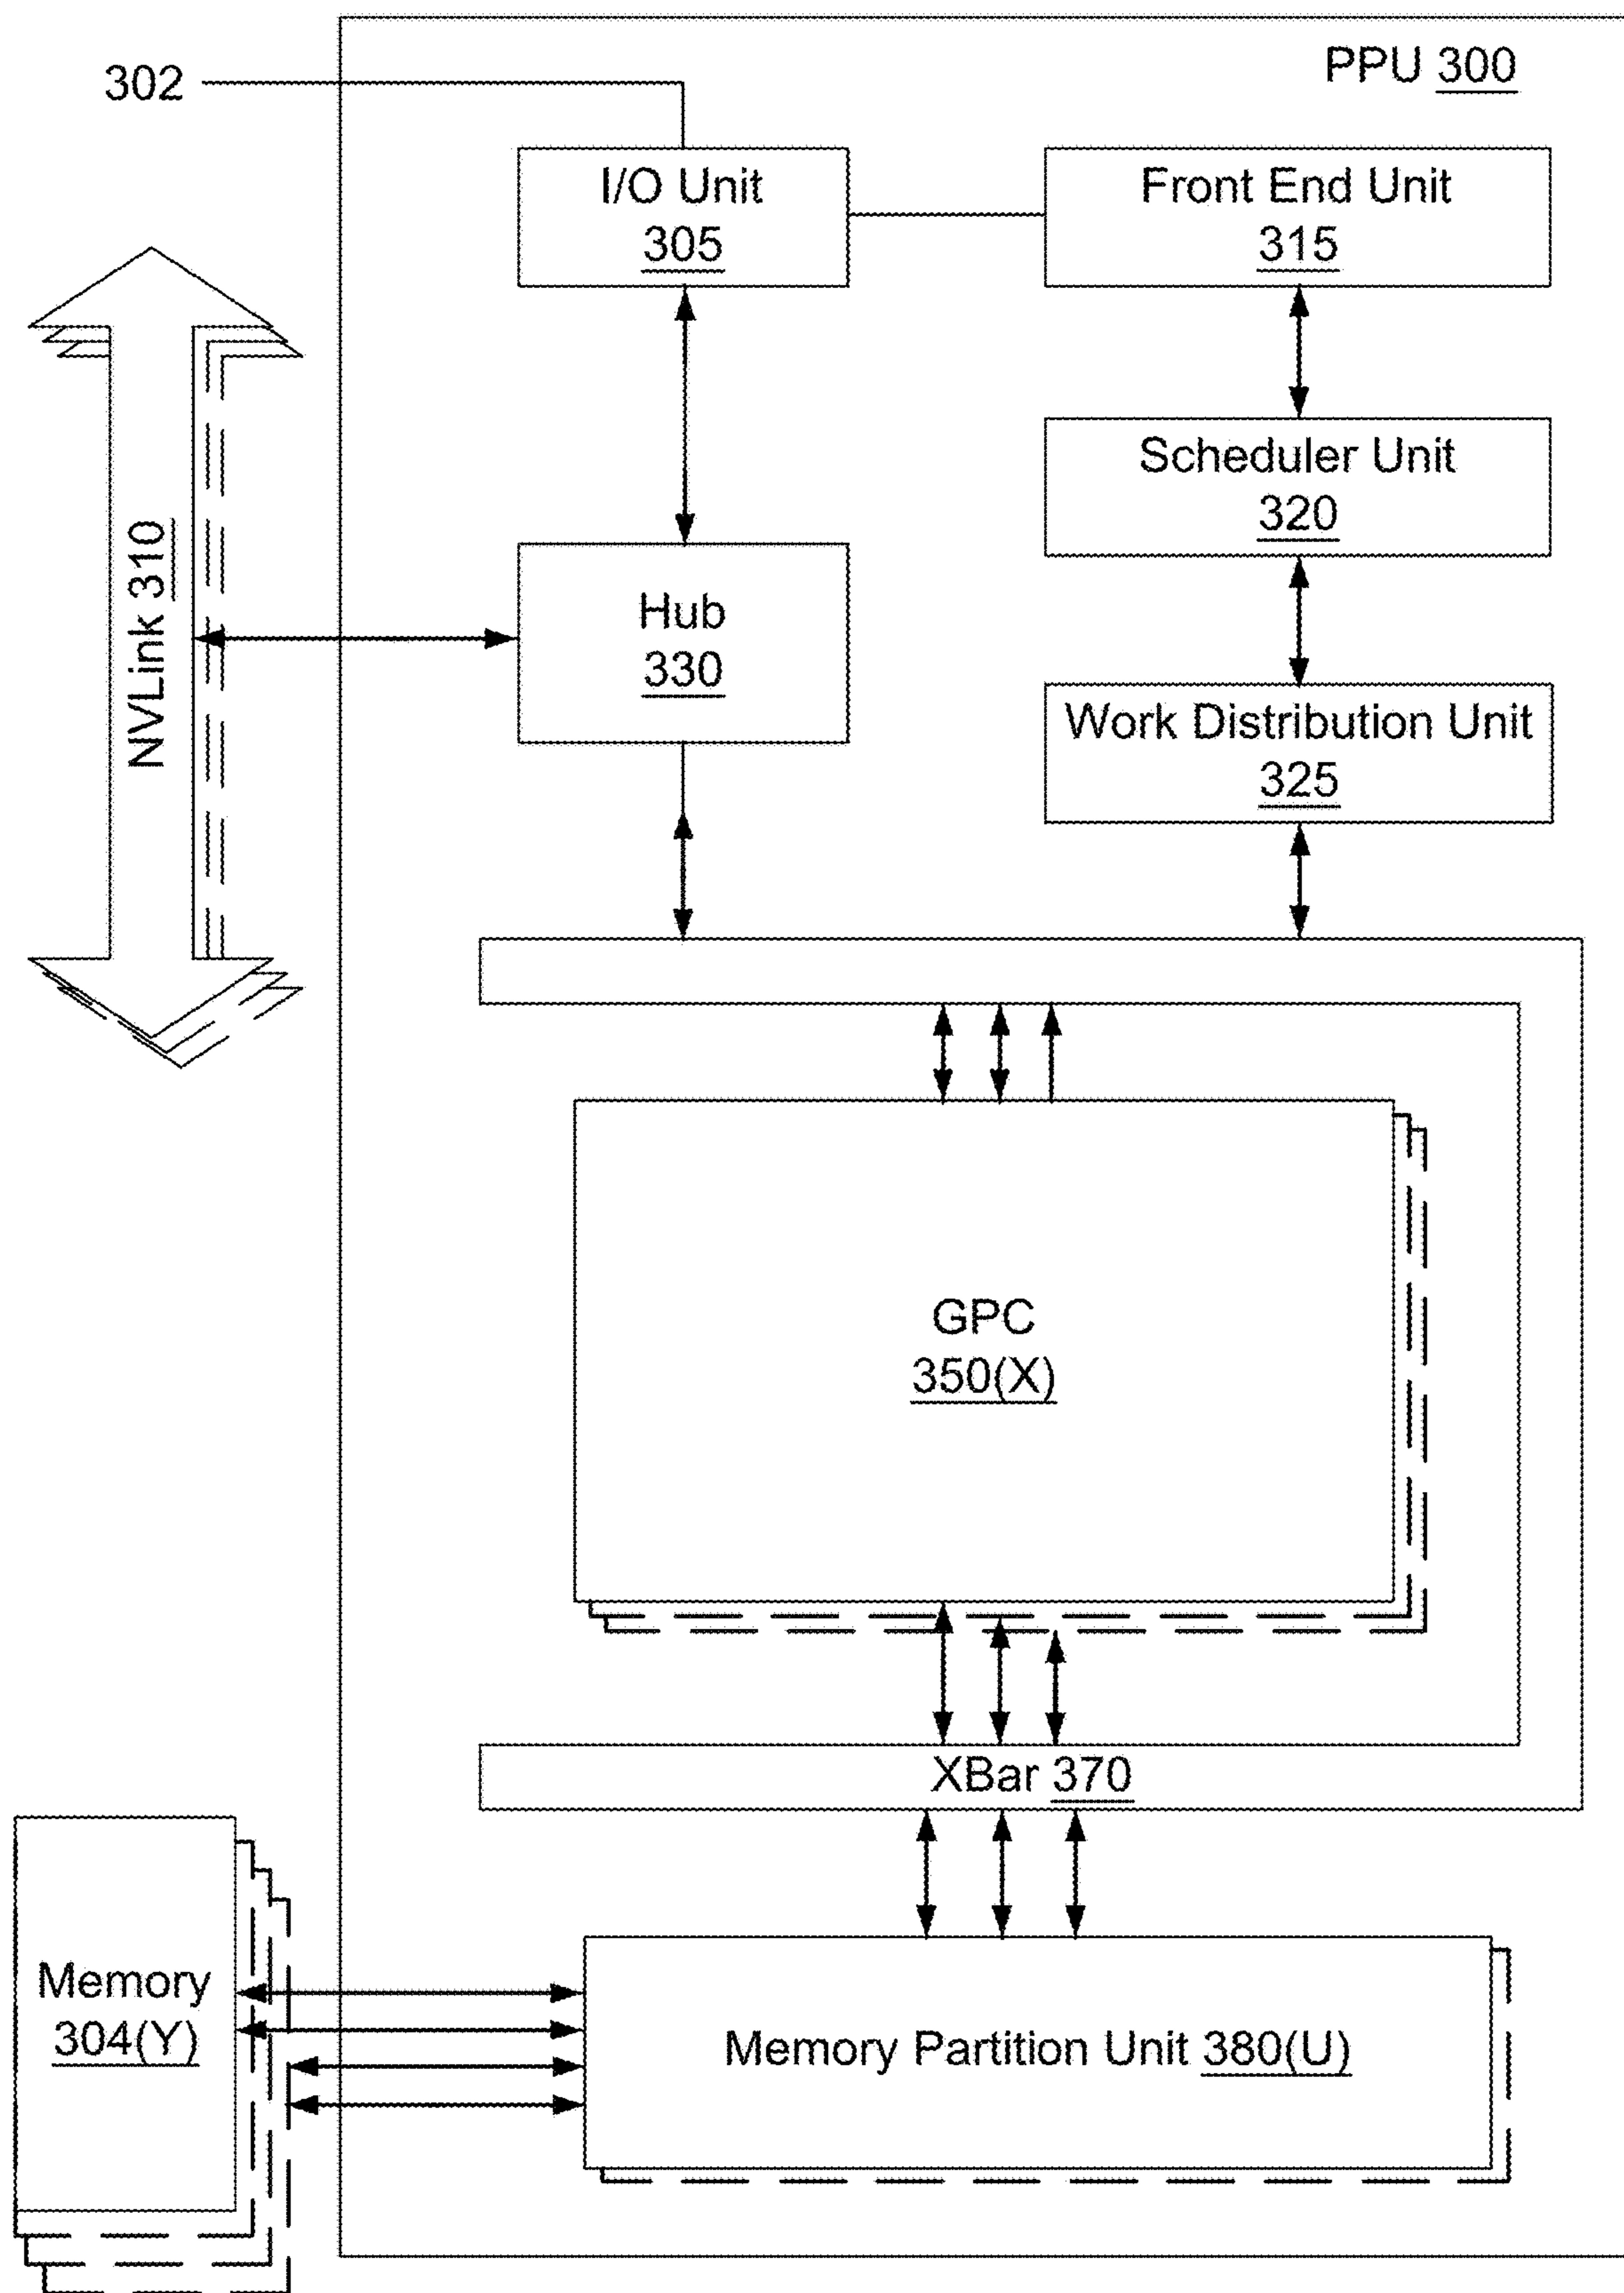 PPU 300
302
I/O Unit
305
Front End Unit
315
Scheduler Unit
320
NVLink 310
Hub
330
Work Distribution Unit
325
GPC
350(X)
XBar 370
Memory
304(Y)
Memory Partition Unit 380(U)